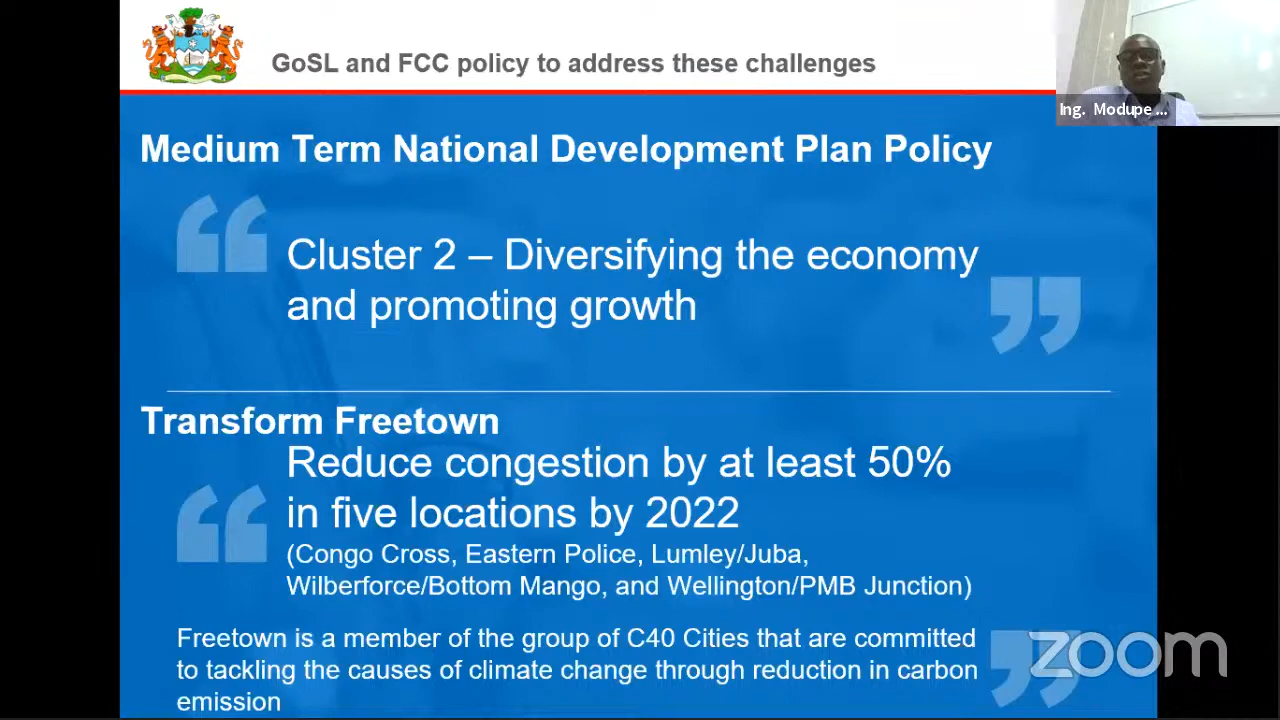 GoSL and FCC policy to address these challenges
Ing. Modupe ...
Medium Term National Development Plan Policy
“
Cluster 2 – Diversifying the economy
and promoting growth
”
Transform Freetown
“
Reduce congestion by at least 50%
in five locations by 2022
(Congo Cross, Eastern Police, Lumley/Juba,
Wilberforce/Bottom Mango, and Wellington/PMB Junction)
Freetown is a member of the group of C40 Cities that are committed
to tackling the causes of climate change through reduction in carbon
emission
”
zoom